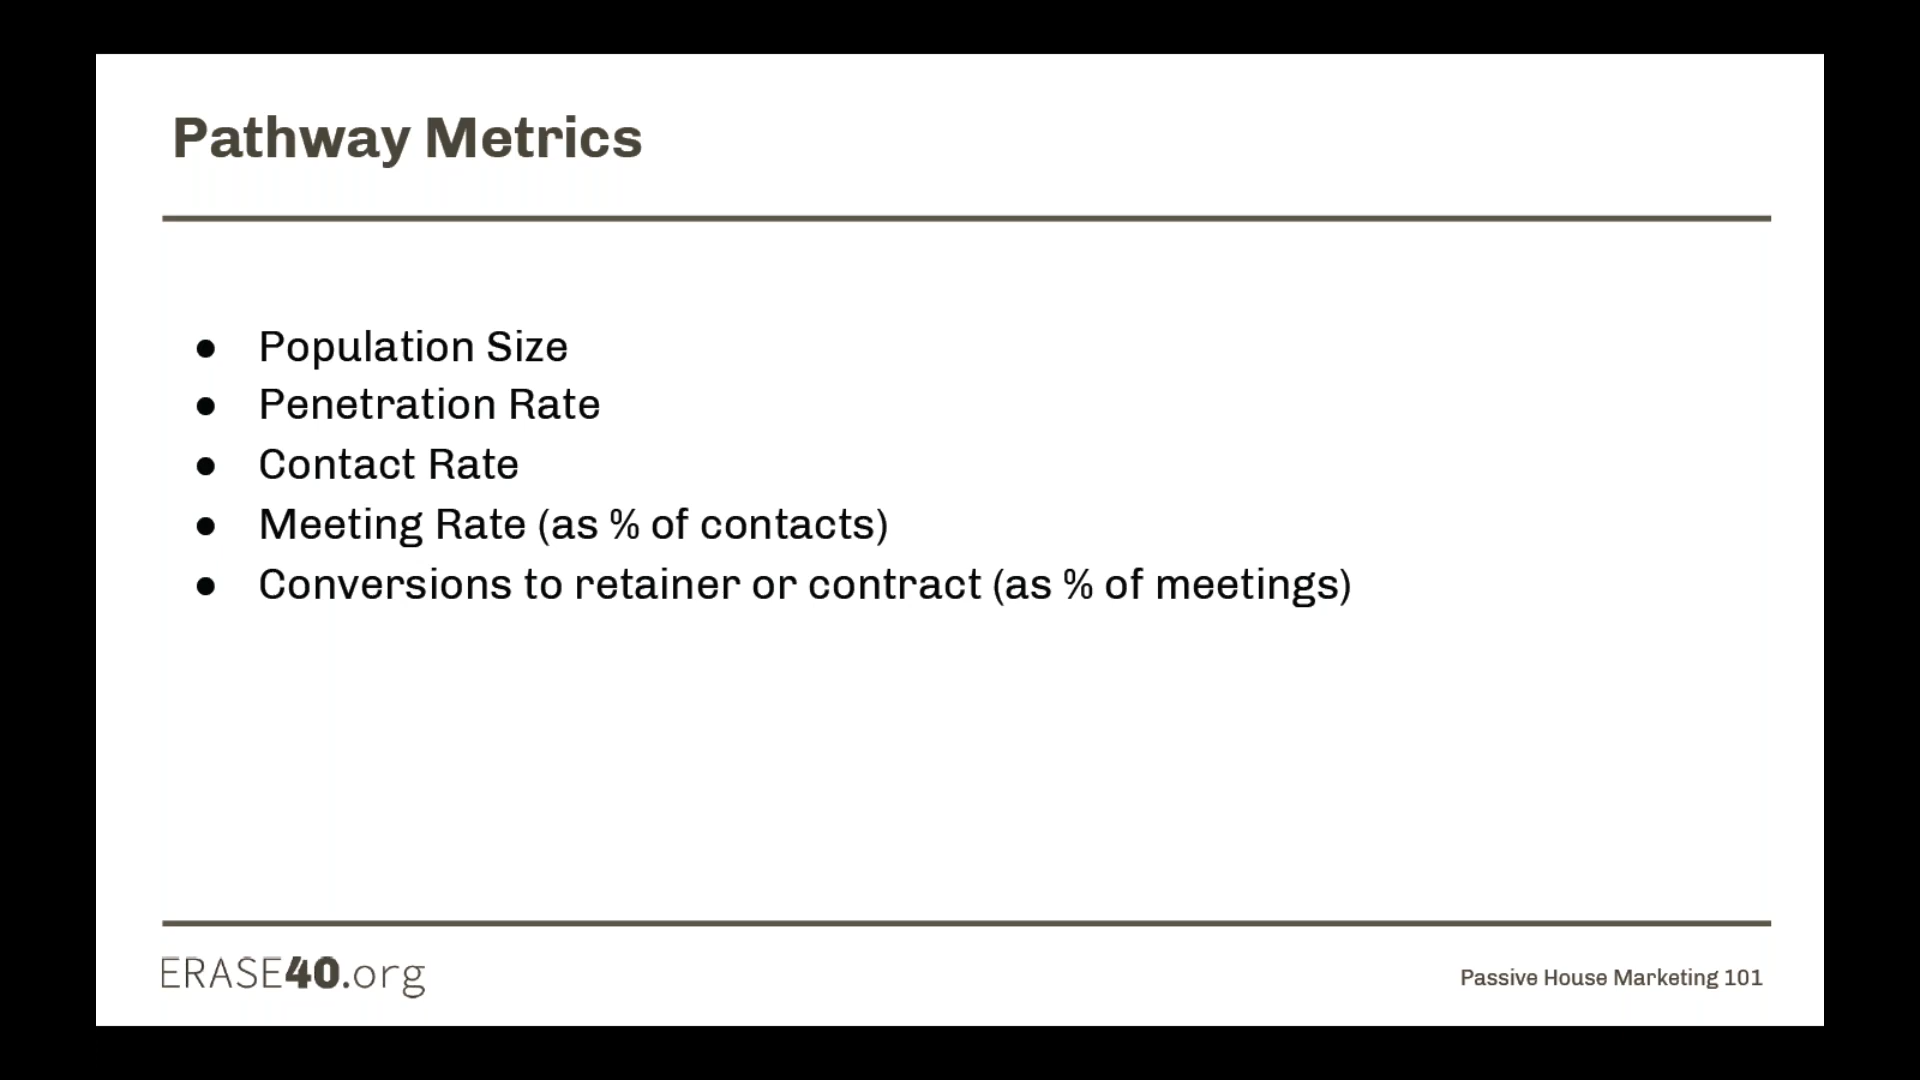 Pathway Metrics
● Population Size
● Penetration Rate
● Contact Rate
● Meeting Rate (as % of contacts)
● Conversions to retainer or contract (as % of meetings)
ERASE40.org
Passive House Marketing 101